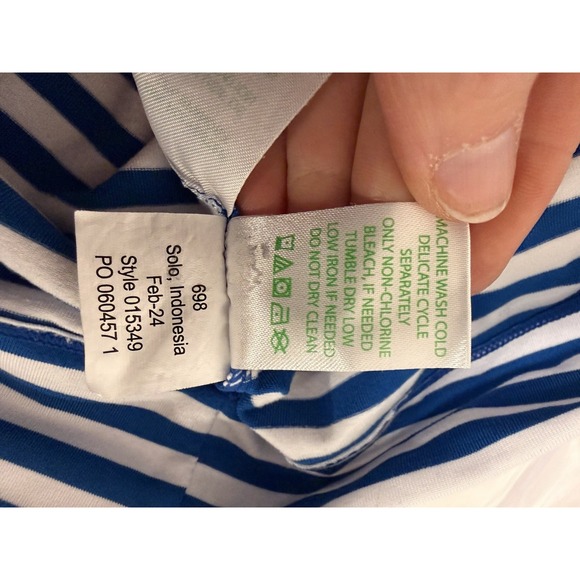 698
Solo, Indonesia
Feb-24
Style 015349
PO 060457 1
MACHINE WASH COLD
DELICATE CYCLE
SEPARATELY
ONLY NON-CHLORINE
BLEACH, IF NEEDED
TUMBLE DRY LOW
LOW IRON IF NEEDED
DO NOT DRY CLEAN